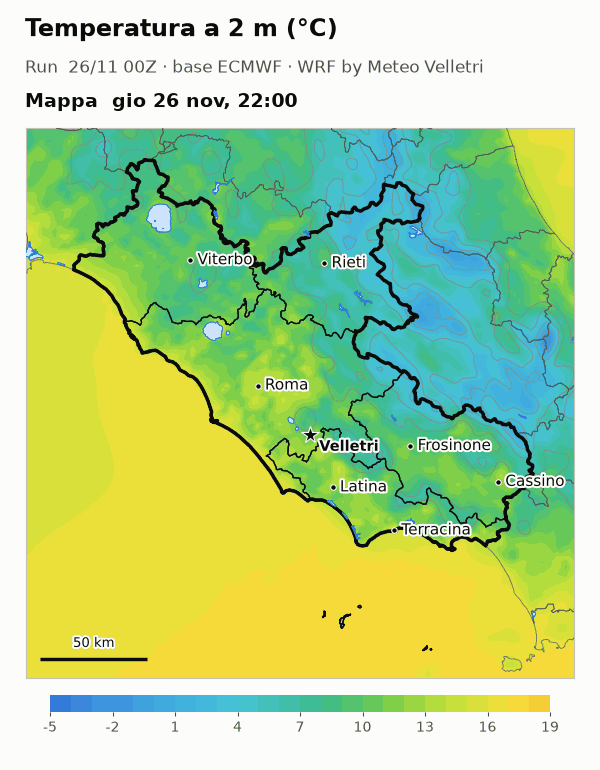 Temperatura a 2 m (°C)
Run  26/11 00Z · base ECMWF · WRF by Meteo Velletri
Mappa  gio 26 nov, 22:00
Viterbo
Rieti
Roma
Velletri
Frosinone
Latina
Cassino
Terracina
50 km
-5 -2 1 4 7 10 13 16 19